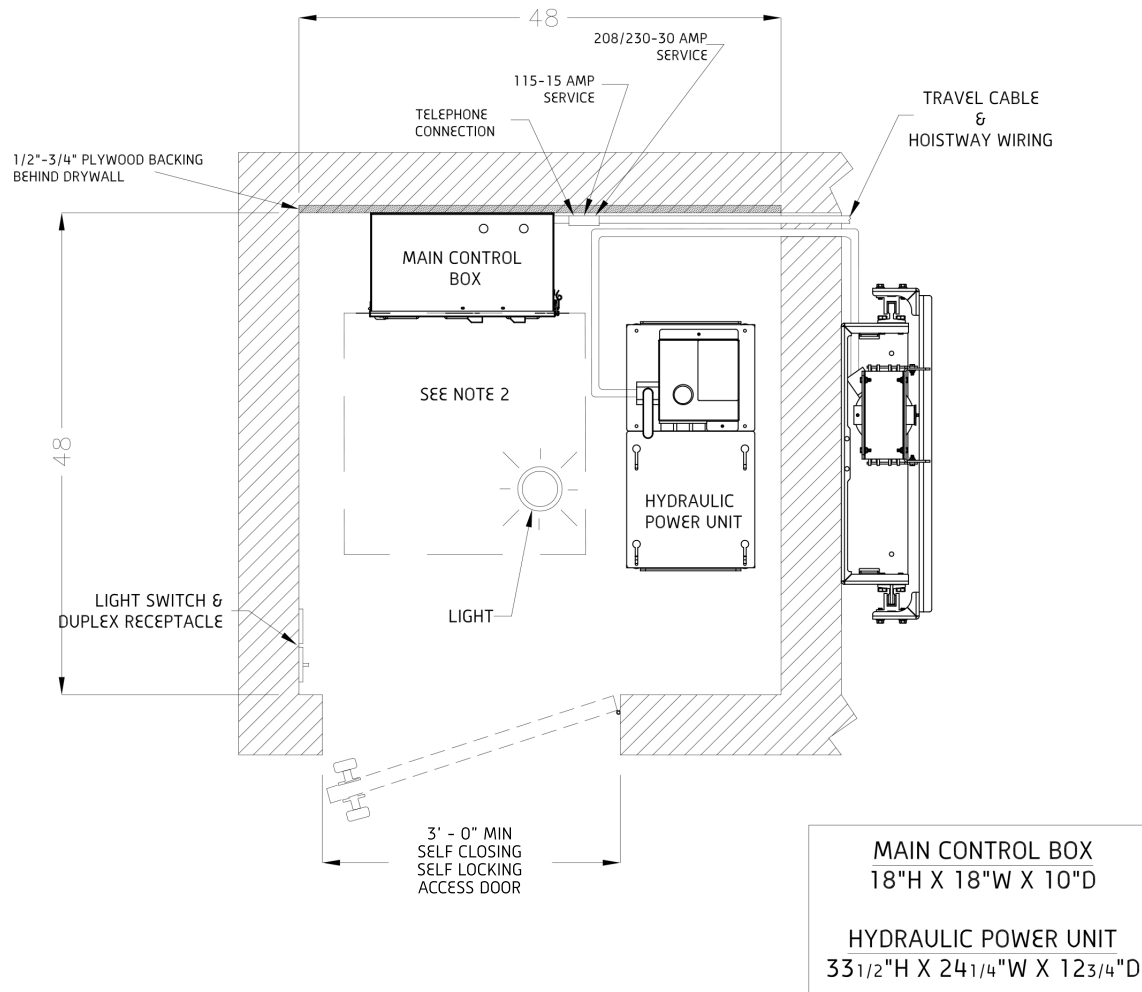 48
208/230-30 AMP
SERVICE
115-15 AMP
SERVICE
TELEPHONE
CONNECTION
TRAVEL CABLE
&
HOISTWAY WIRING
1/2"-3/4" PLYWOOD BACKING
BEHIND DRYWALL
MAIN CONTROL
BOX
48
SEE NOTE 2
HYDRAULIC
POWER UNIT
LIGHT SWITCH &
DUPLEX RECEPTACLE
LIGHT
3' - 0" MIN
SELF CLOSING
SELF LOCKING
ACCESS DOOR
MAIN CONTROL BOX
18"H X 18"W X 10"D
HYDRAULIC POWER UNIT
33 1/2"H X 24 1/4"W X 12 3/4"D